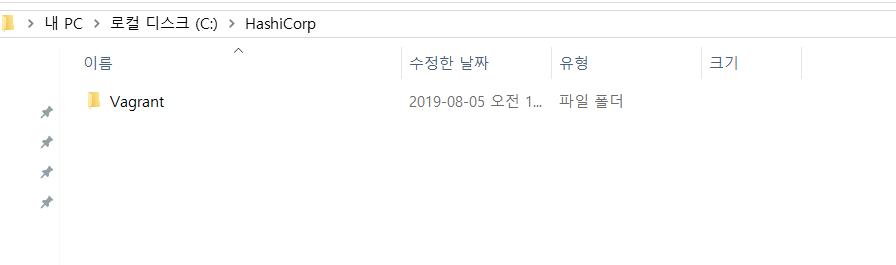 내 PC > 로컬 디스크 (C:) > HashiCorp
이름 수정한 날짜 유형 크기
Vagrant 2019-08-05 오전 1... 파일 폴더